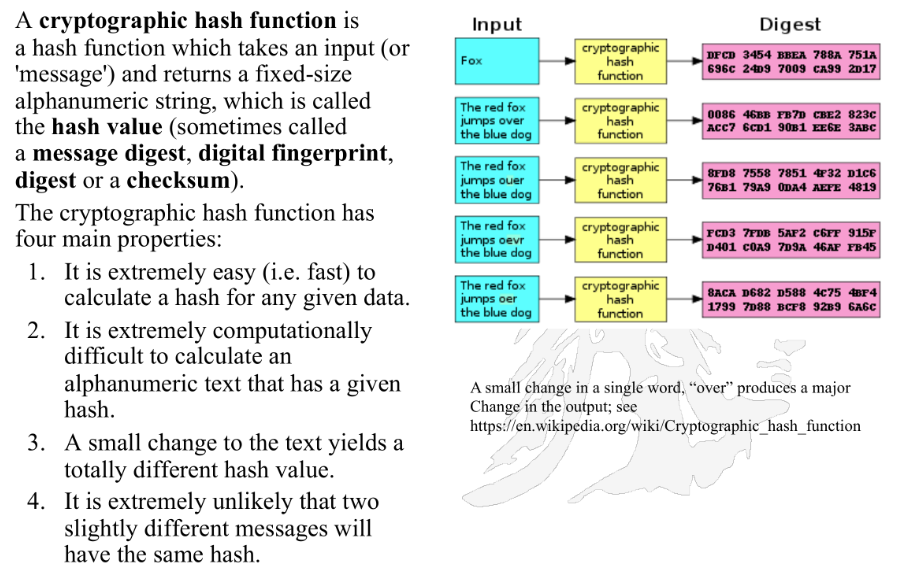 A cryptographic hash function is
a hash function which takes an input (or
'message') and returns a fixed-size
alphanumeric string, which is called
the hash value (sometimes called
a message digest, digital fingerprint,
digest or a checksum).
The cryptographic hash function has
four main properties:
1. It is extremely easy (i.e. fast) to
calculate a hash for any given data.
2. It is extremely computationally
difficult to calculate an
alphanumeric text that has a given
hash.
3. A small change to the text yields a
totally different hash value.
4. It is extremely unlikely that two
slightly different messages will
have the same hash.
Input
Digest
Fox
cryptographic
hash
function
DFCD 3454 BBEA 788A 751A
696C 24D9 7009 CA99 2D17
The red fox
jumps over
the blue dog
cryptographic
hash
function
0086 46BB FB7D CBE2 823C
ACC7 6CD1 90B1 EE6E 3ABC
The red fox
jumps ouer
the blue dog
cryptographic
hash
function
8FD8 7558 7851 4F32 D1C6
76B1 79A9 0DA4 AEFE 4819
The red fox
jumps oevr
the blue dog
cryptographic
hash
function
FCD3 7FDB 5AF2 C6FF 915F
D401 C0A9 7D9A 46AF FB45
The red fox
jumps oer
the blue dog
cryptographic
hash
function
8ACA D682 D588 4C75 4BF4
1799 7D88 BCF8 92B9 6A6C
A small change in a single word, “over” produces a major
Change in the output; see
https://en.wikipedia.org/wiki/Cryptographic_hash_function